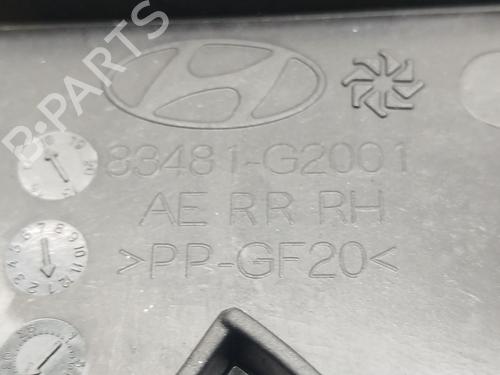 83481-G2001
AE RR RH
>PP-GF20<
B-PARTS